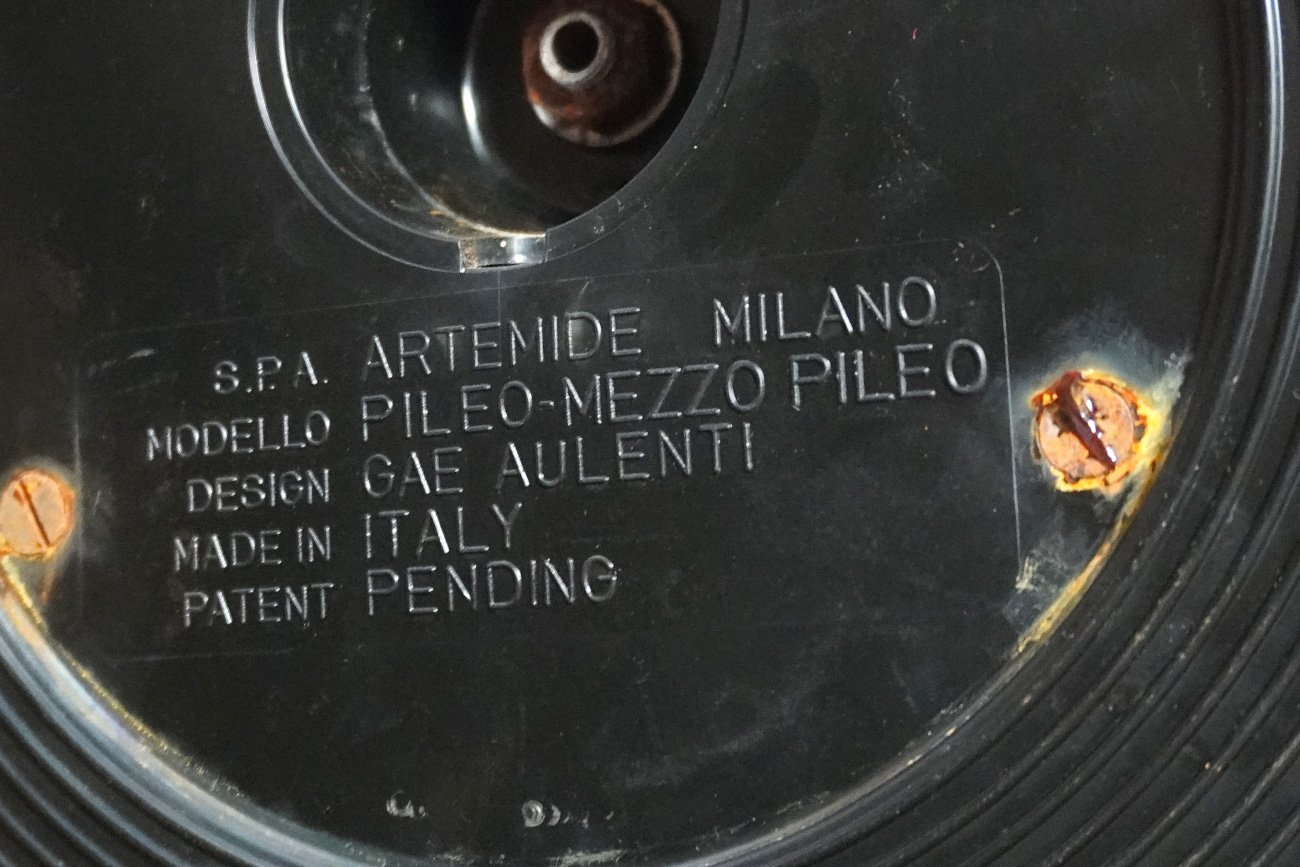 S.P.A. ARTEMIDE MILANO
MODELLO PILEO-MEZZO PILEO
DESIGN GAE AULENTI
MADE IN ITALY
PATENT PENDING